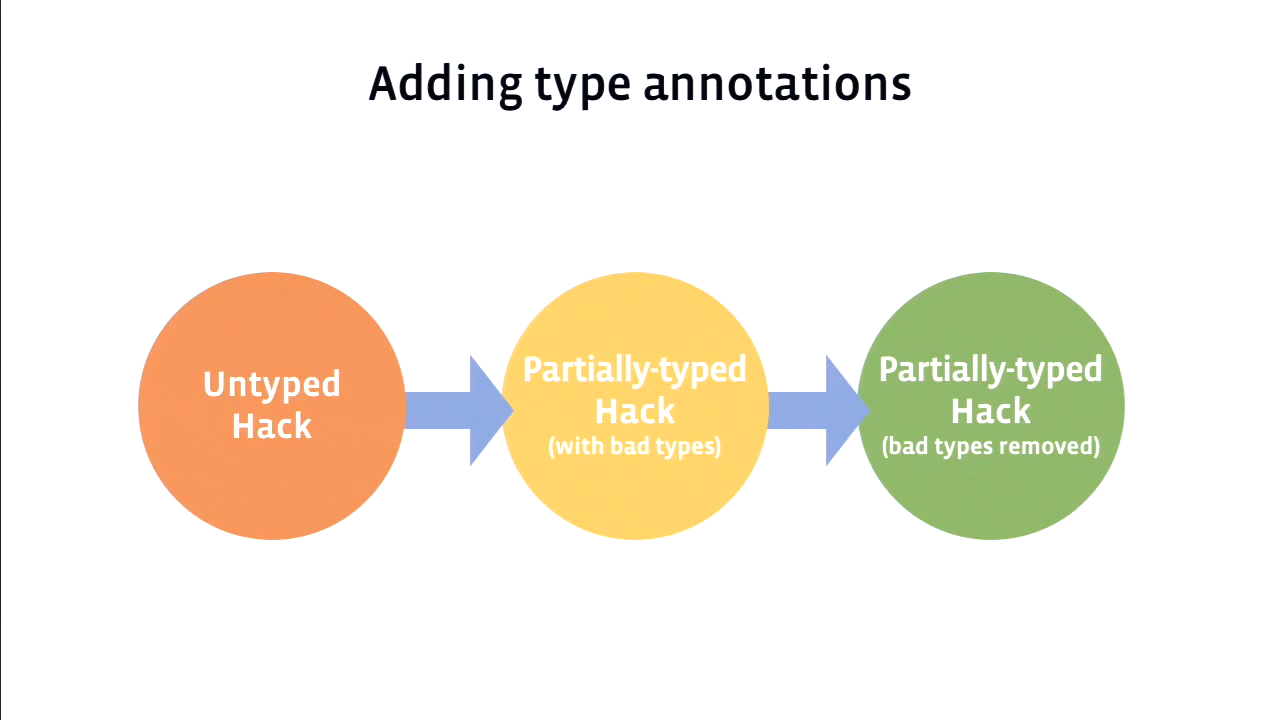 Adding type annotations
Untyped
Hack
Partially-typed
Hack
(with bad types)
Partially-typed
Hack
(bad types removed)